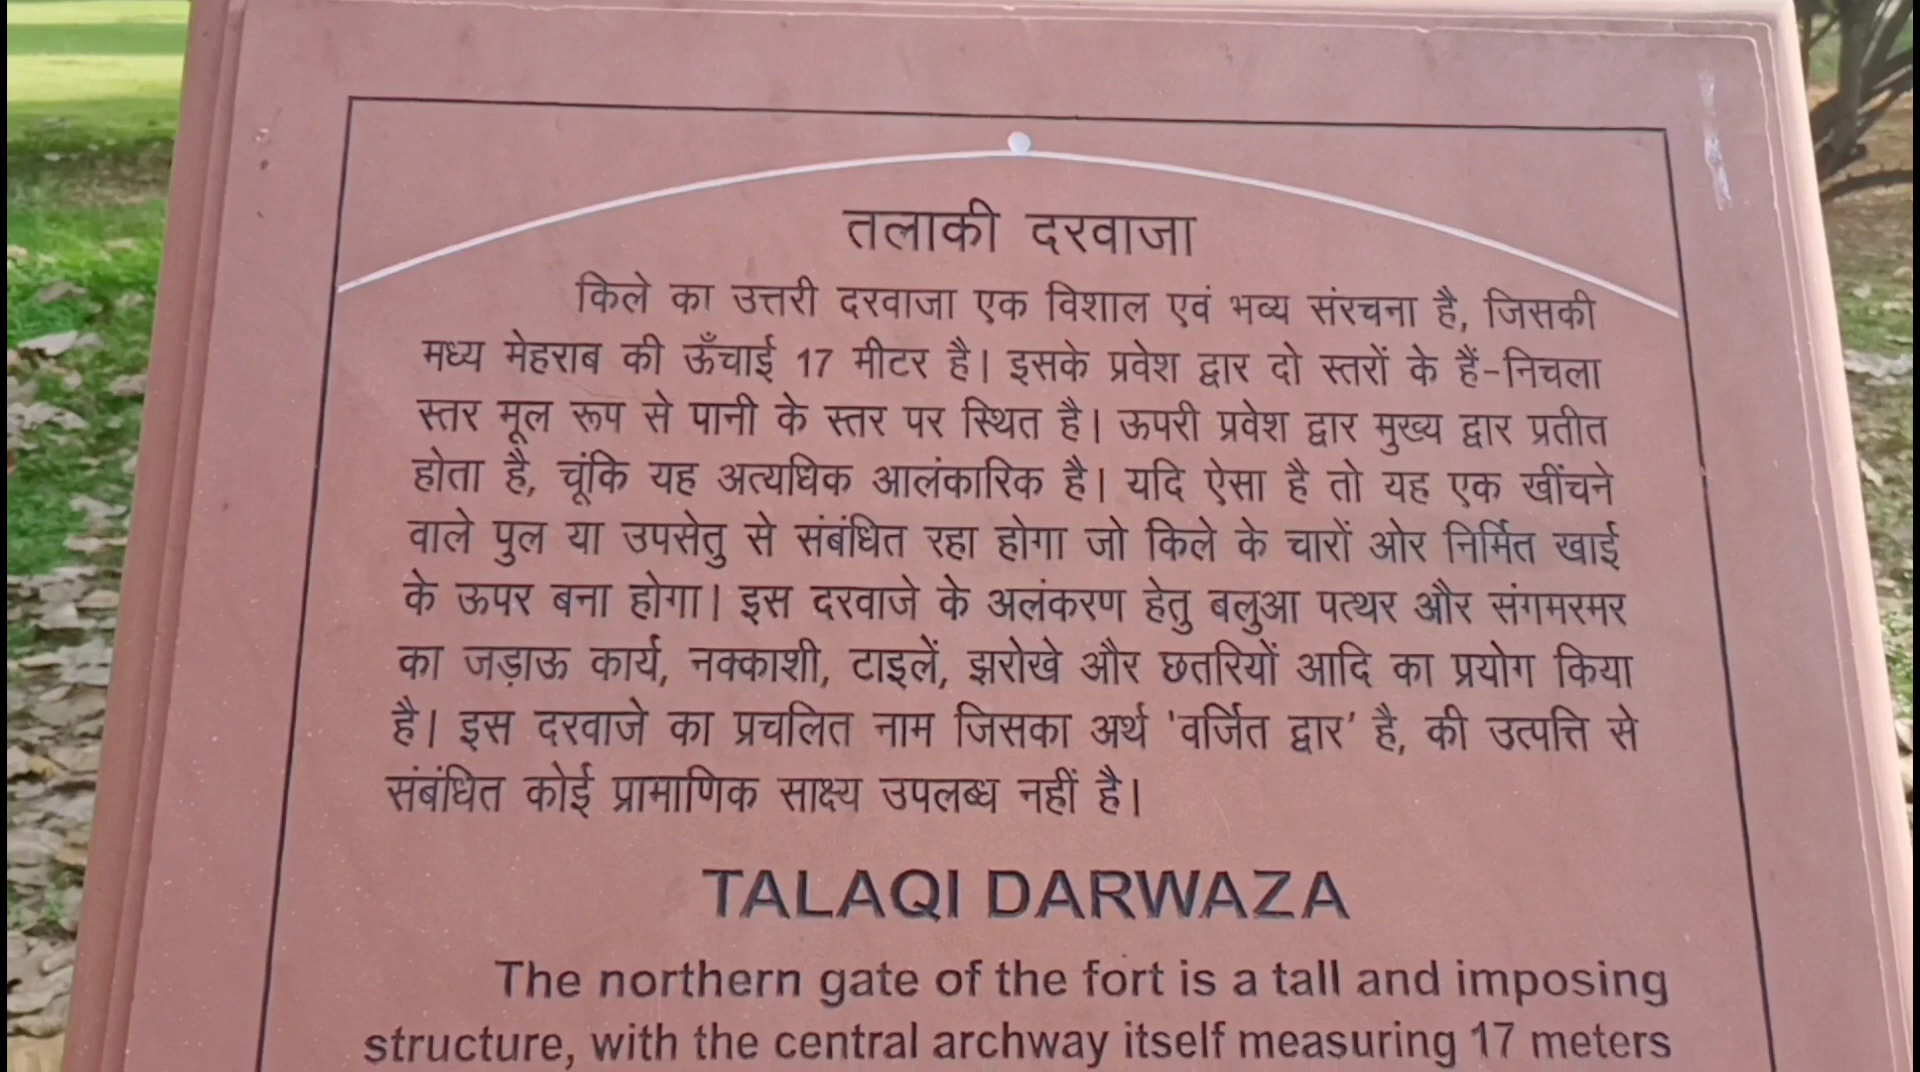 तलाकी दरवाजा
किले का उत्तरी दरवाजा एक विशाल एवं भव्य संरचना है, जिसकी
मध्य मेहराब की ऊँचाई 17 मीटर है। इसके प्रवेश द्वार दो स्तरों के हैं-निचला
स्तर मूल रूप से पानी के स्तर पर स्थित है। ऊपरी प्रवेश द्वार मुख्य द्वार प्रतीत
होता है, चूंकि यह अत्यधिक आलंकारिक है। यदि ऐसा है तो यह एक खींचने
वाले पुल या उपसेतु से संबंधित रहा होगा जो किले के चारों ओर निर्मित खाई
के ऊपर बना होगा। इस दरवाजे के अलंकरण हेतु बलुआ पत्थर और संगमरमर
का जड़ाऊ कार्य, नक्काशी, टाइलें, झरोखे और छतरियों आदि का प्रयोग किया
है। इस दरवाजे का प्रचलित नाम जिसका अर्थ 'वर्जित द्वार' है, की उत्पत्ति से
संबंधित कोई प्रामाणिक साक्ष्य उपलब्ध नहीं है।
TALAQI DARWAZA
The northern gate of the fort is a tall and imposing
structure, with the central archway itself measuring 17 meters